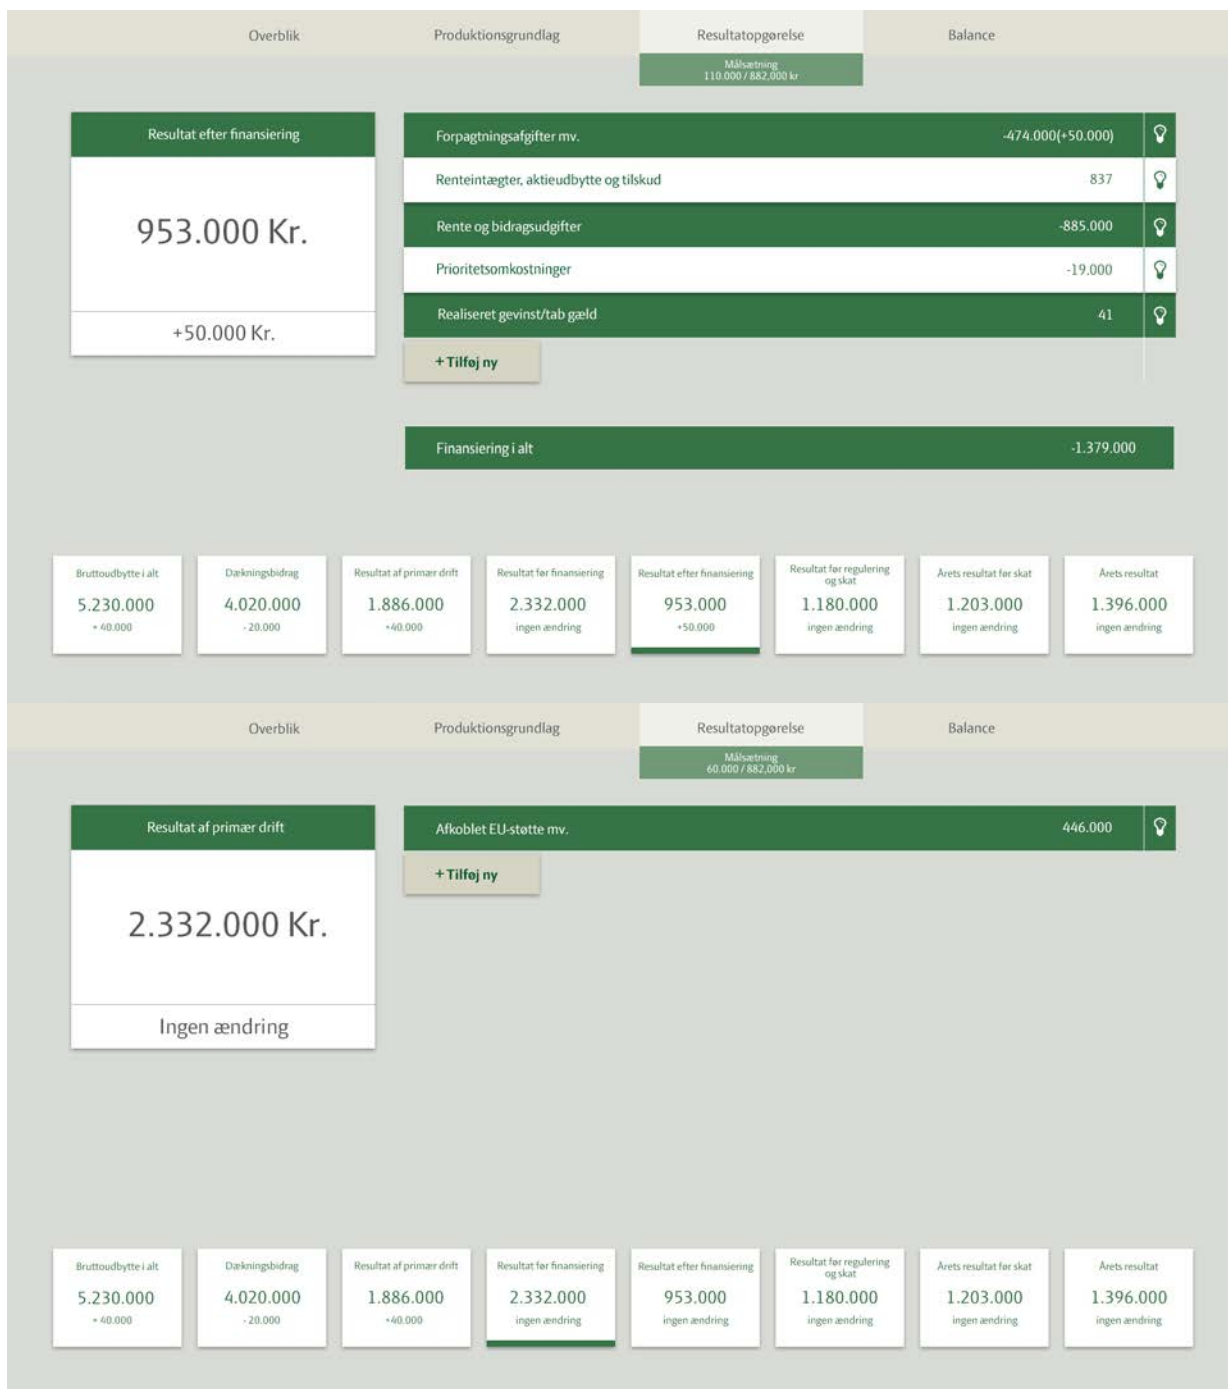 Overblik Produktionsgrundlag Resultatopgørelse Balance
Målsætning
110.000 / 882,000 kr
Resultat efter finansiering
953.000 Kr.
+50.000 Kr.
Forpagtningsafgifter mv. -474.000(+50.000)
Renteintægter, aktieudbytte og tilskud 837
Rente og bidragsudgifter -885.000
Prioritetsomkostninger -19.000
Realiseret gevinst/tab gæld 41
+ Tilføj ny
Finansiering i alt -1.379.000
Bruttoudbytte i alt
5.230.000
+ 40.000
Dækningsbidrag
4.020.000
- 20.000
Resultat af primær drift
1.886.000
+40.000
Resultat før finansiering
2.332.000
ingen ændring
Resultat efter finansiering
953.000
+50.000
Resultat før regulering
og skat
1.180.000
ingen ændring
Årets resultat før skat
1.203.000
ingen ændring
Årets resultat
1.396.000
ingen ændring
Overblik Produktionsgrundlag Resultatopgørelse Balance
Målsætning
60.000 / 882,000 kr
Resultat af primær drift
2.332.000 Kr.
Ingen ændring
Afkoblet EU-støtte mv. 446.000
+ Tilføj ny
Bruttoudbytte i alt
5.230.000
+ 40.000
Dækningsbidrag
4.020.000
- 20.000
Resultat af primær drift
1.886.000
+40.000
Resultat før finansiering
2.332.000
ingen ændring
Resultat efter finansiering
953.000
ingen ændring
Resultat før regulering
og skat
1.180.000
ingen ændring
Årets resultat før skat
1.203.000
ingen ændring
Årets resultat
1.396.000
ingen ændring